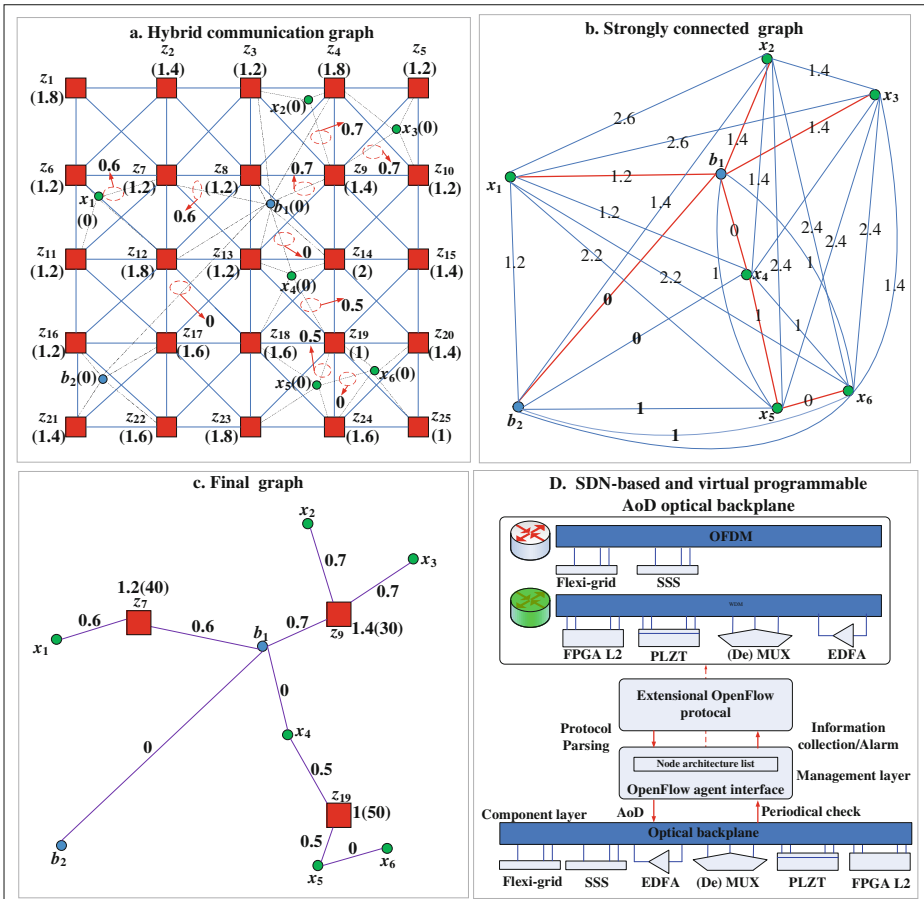 a. Hybrid communication graph
z1
(1.8)
z2
(1.4)
z3
(1.2)
z4
(1.8)
z5
(1.2)
x2(0)
0.7
x3(0)
z6
(1.2)
0.6
z7
(1.2)
z8
(1.2)
0.7
z9
(1.4)
0.7
z10
(1.2)
x1
(0)
0.6
b1(0)
z11
(1.2)
z12
(1.8)
z13
(1.2)
0
z14
(2)
z15
(1.4)
x4(0)
0.5
0
z16
(1.2)
z17
(1.6)
z18
(1.6)
0.5
z19
(1)
z20
(1.4)
b2(0)
x5(0)
x6(0)
0
z21
(1.4)
z22
(1.6)
z23
(1.8)
z24
(1.6)
z25
(1)
b. Strongly connected graph
x2
1.4
x3
2.6
2.6
1.4
1.4
b1
x1
1.2
1.4
1.4
1.2
2.4
2.4
2.4
0
1.2
2.2
2.2
x4
1
2.4
1
1.4
0
0
1
1
1
x5
0
x6
b2
1
c. Final graph
x2
0.7
x3
0.7
1.2(40)
z7
0.6
0.6
x1
b1
0.7
z9
1.4(30)
0
0
x4
0.5
z19
1(50)
0.5
0
x6
x5
b2
D. SDN-based and virtual programmable
AoD optical backplane
OFDM
Flexi-grid
SSS
WDM
FPGA L2
PLZT
(De) MUX
EDFA
Extensional OpenFlow
protocal
Protocol
Parsing
Information
collection/Alarm
Node architecture list
OpenFlow agent interface
Management layer
Component layer
AoD
Periodical check
Optical backplane
Flexi-grid
SSS
EDFA
(De) MUX
PLZT
FPGA L2